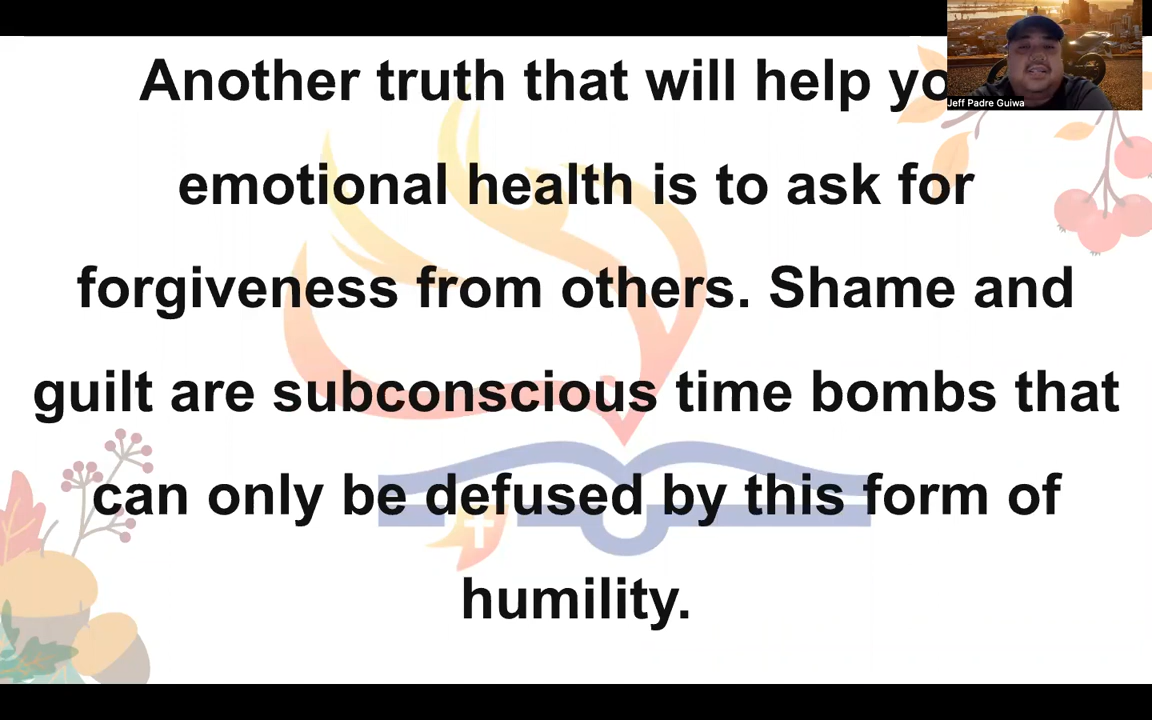 Another truth that will help yo
emotional health is to ask for
forgiveness from others. Shame and
guilt are subconscious time bombs that
can only be defused by this form of
humility.
Jeff Padre Guiwa